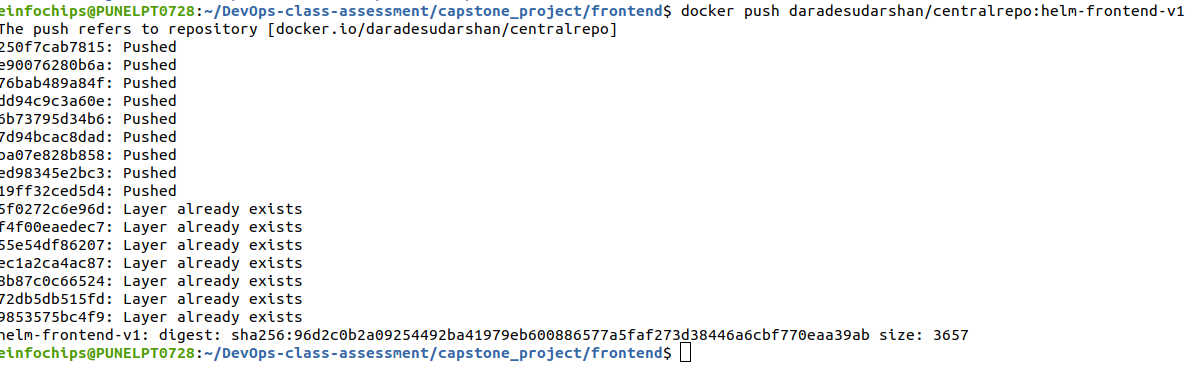 einfochips@PUNELPT0728:~/DevOps-class-assessment/capstone_project/frontend$ docker push daradesudarshan/centralrepo:helm-frontend-v1
The push refers to repository [docker.io/daradesudarshan/centralrepo]
250f7cab7815: Pushed
e90076280b6a: Pushed
76bab489a84f: Pushed
dd94c9c3a60e: Pushed
6b73795d34b6: Pushed
7d94bcac8dad: Pushed
ba07e828b858: Pushed
ed98345e2bc3: Pushed
19ff32ced5d4: Pushed
5f0272c6e96d: Layer already exists
f4f00eaedec7: Layer already exists
55e54df86207: Layer already exists
ec1a2ca4ac87: Layer already exists
8b87c0c66524: Layer already exists
72db5db515fd: Layer already exists
9853575bc4f9: Layer already exists
helm-frontend-v1: digest: sha256:96d2c0b2a09254492ba41979eb600886577a5faf273d38446a6cbf770eaa39ab size: 3657
einfochips@PUNELPT0728:~/DevOps-class-assessment/capstone_project/frontend$